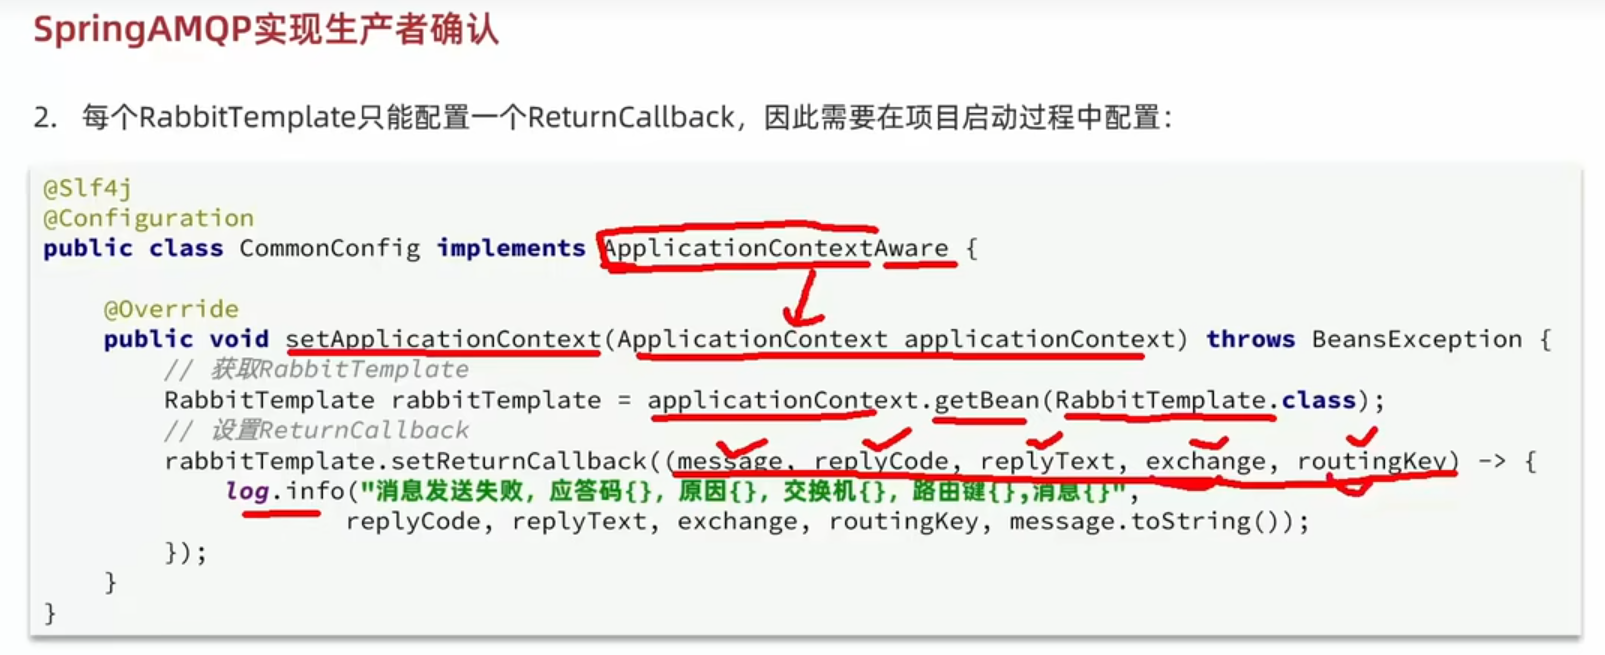 SpringAMQP实现生产者确认
2. 每个RabbitTemplate只能配置一个ReturnCallback，因此需要在项目启动过程中配置：
@Slf4j
@Configuration
public class CommonConfig implements ApplicationContextAware {
@Override
public void setApplicationContext(ApplicationContext applicationContext) throws BeansException {
// 获取RabbitTemplate
RabbitTemplate rabbitTemplate = applicationContext.getBean(RabbitTemplate.class);
// 设置ReturnCallback
rabbitTemplate.setReturnCallback((message, replyCode, replyText, exchange, routingKey) -> {
log.info("消息发送失败，应答码{}，原因{}，交换机{}，路由键{},消息{}",
replyCode, replyText, exchange, routingKey, message.toString());
});
}
}